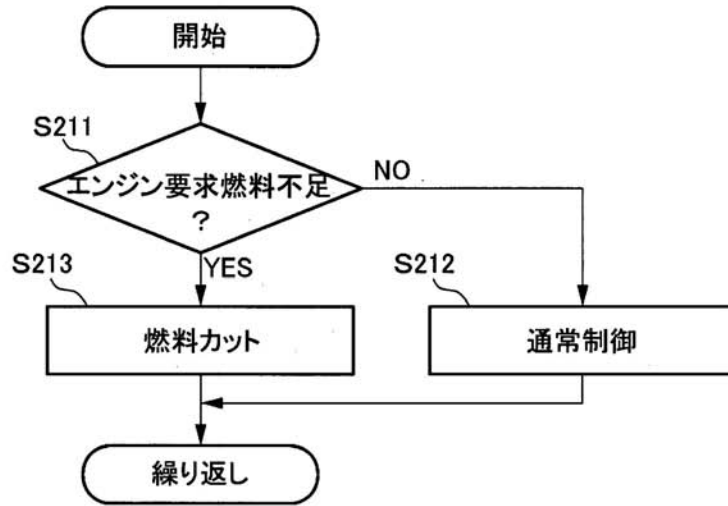 開始
S211
エンジン要求燃料不足
?
NO
YES
S213
S212
燃料カット
通常制御
繰り返し